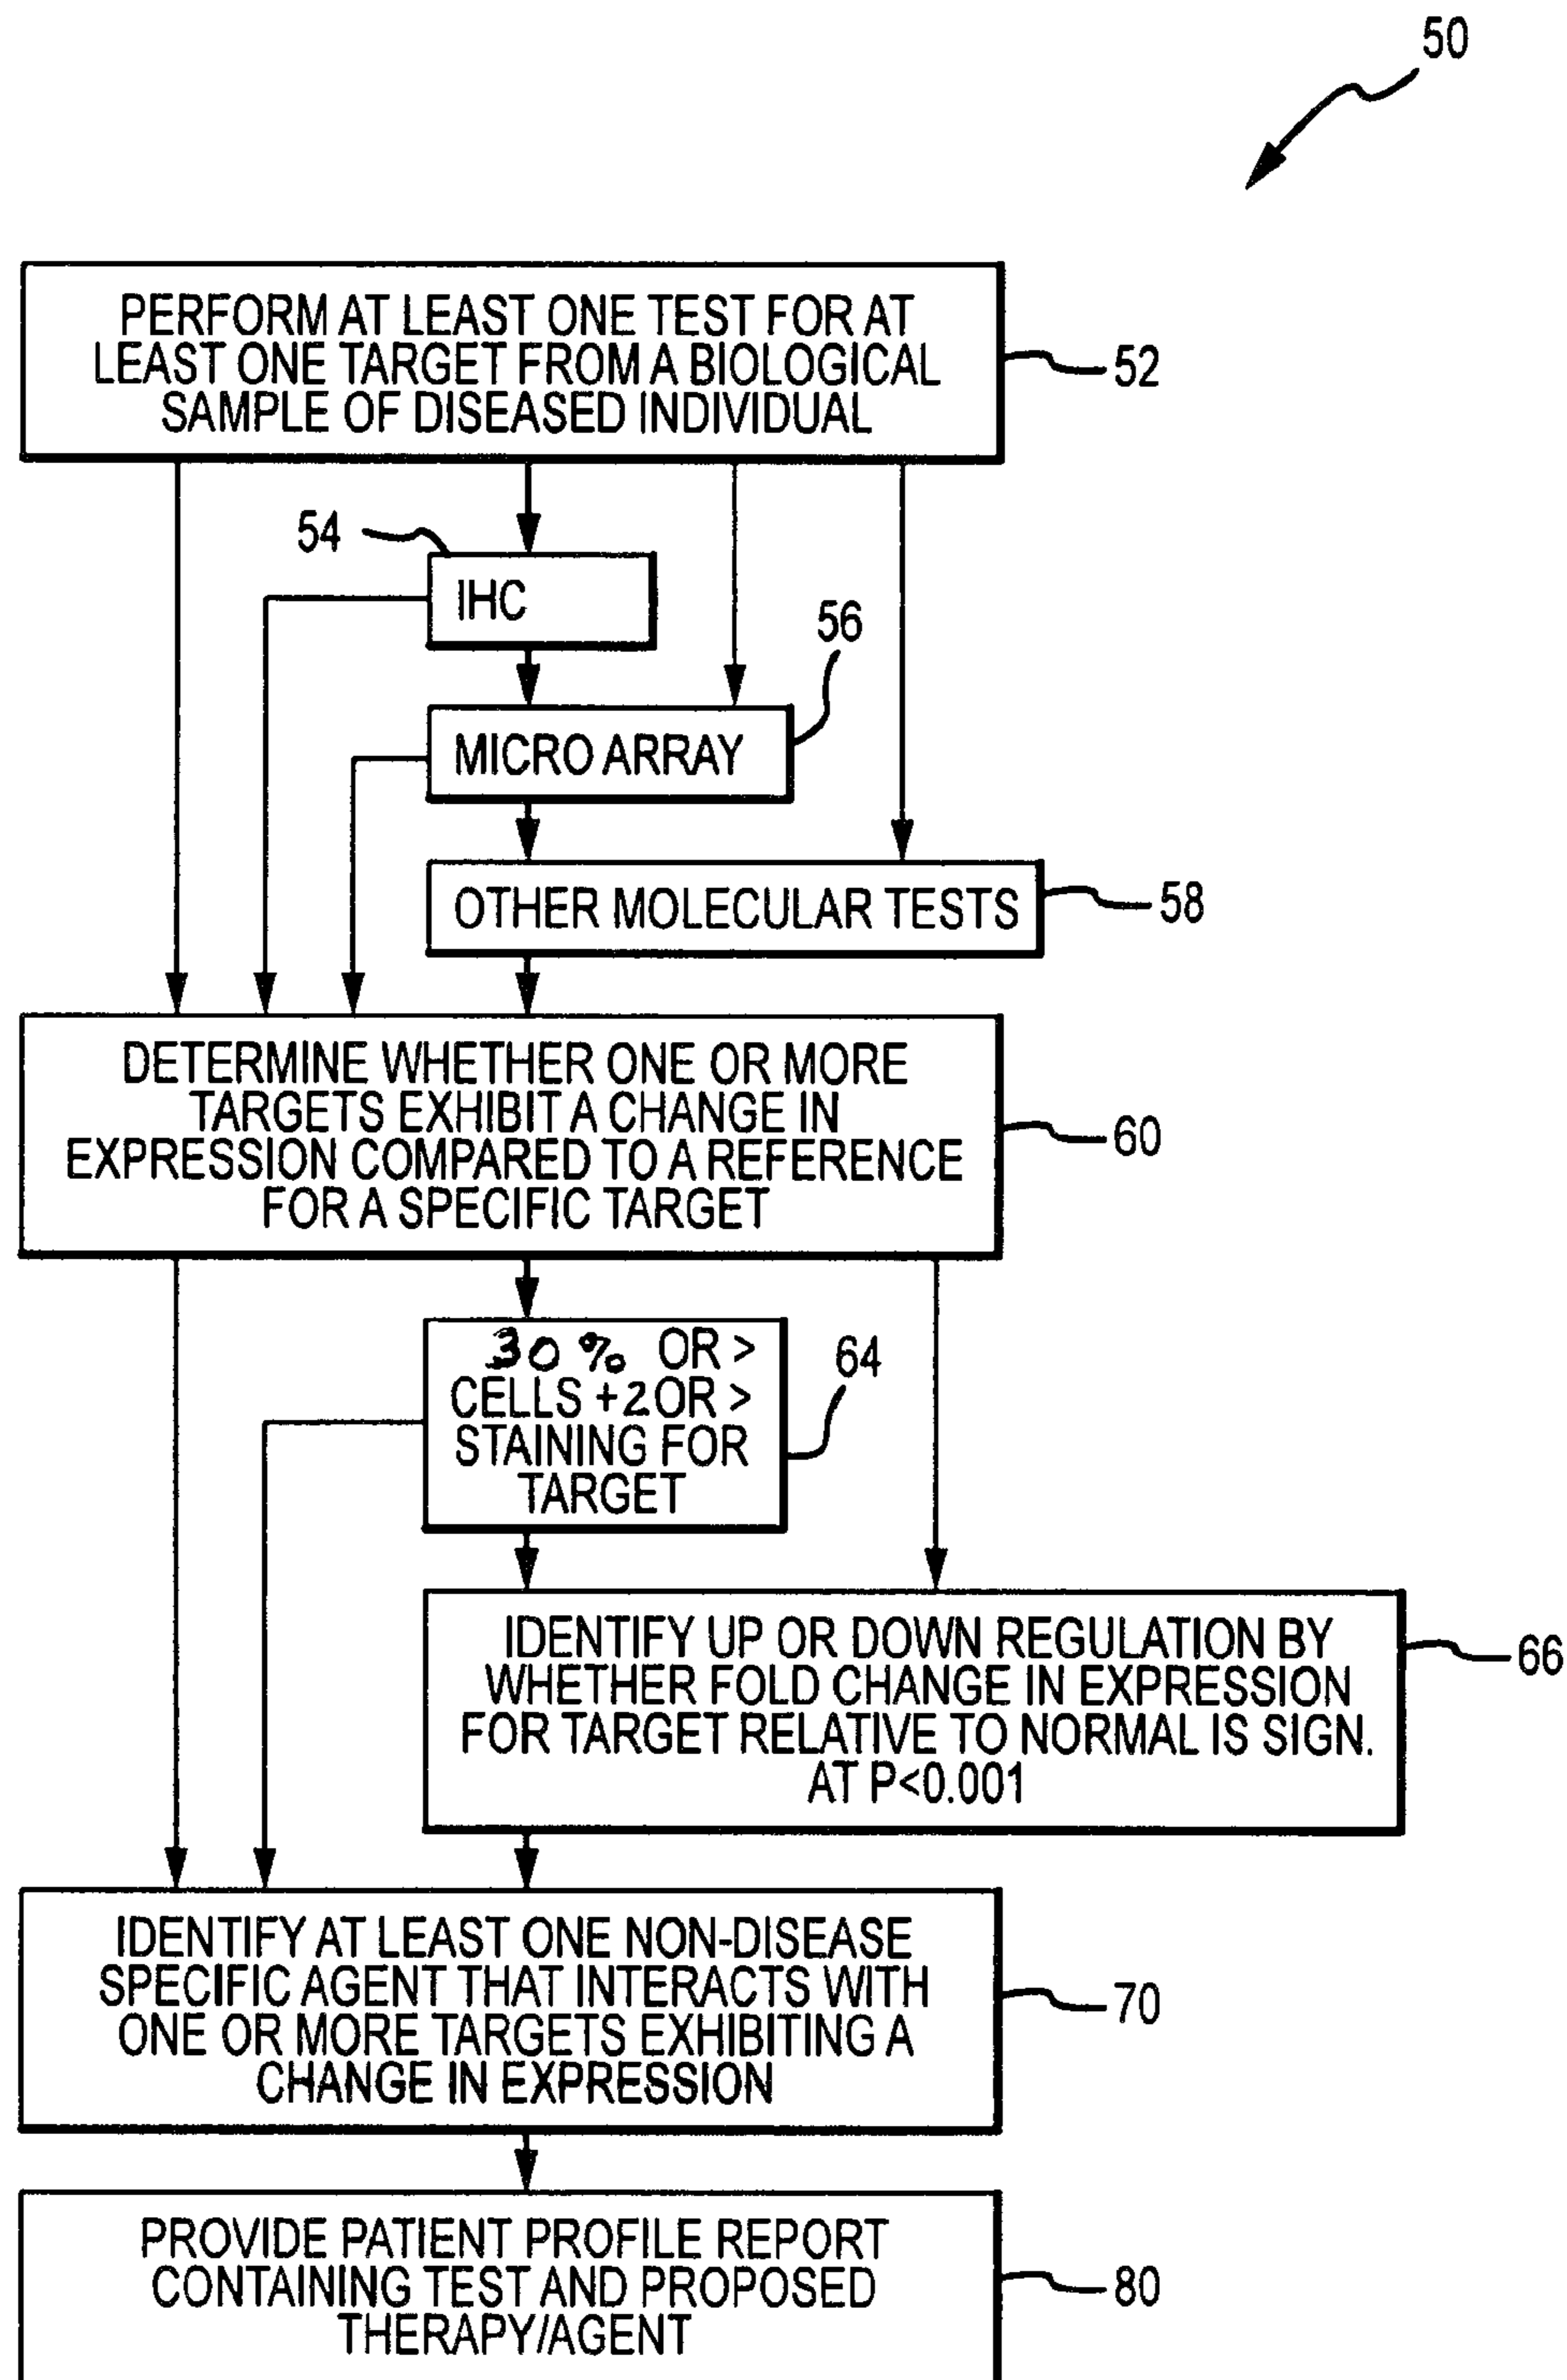 50
PERFORM AT LEAST ONE TEST FOR AT
LEAST ONE TARGET FROM A BIOLOGICAL
SAMPLE OF DISEASED INDIVIDUAL
52
54
IHC
56
MICRO ARRAY
OTHER MOLECULAR TESTS
58
DETERMINE WHETHER ONE OR MORE
TARGETS EXHIBIT A CHANGE IN
EXPRESSION COMPARED TO A REFERENCE
FOR A SPECIFIC TARGET
60
30% OR >
CELLS +2 OR >
STAINING FOR
TARGET
64
IDENTIFY UP OR DOWN REGULATION BY
WHETHER FOLD CHANGE IN EXPRESSION
FOR TARGET RELATIVE TO NORMAL IS SIGN.
AT P<0.001
66
IDENTIFY AT LEAST ONE NON-DISEASE
SPECIFIC AGENT THAT INTERACTS WITH
ONE OR MORE TARGETS EXHIBITING A
CHANGE IN EXPRESSION
70
PROVIDE PATIENT PROFILE REPORT
CONTAINING TEST AND PROPOSED
THERAPY/AGENT
80